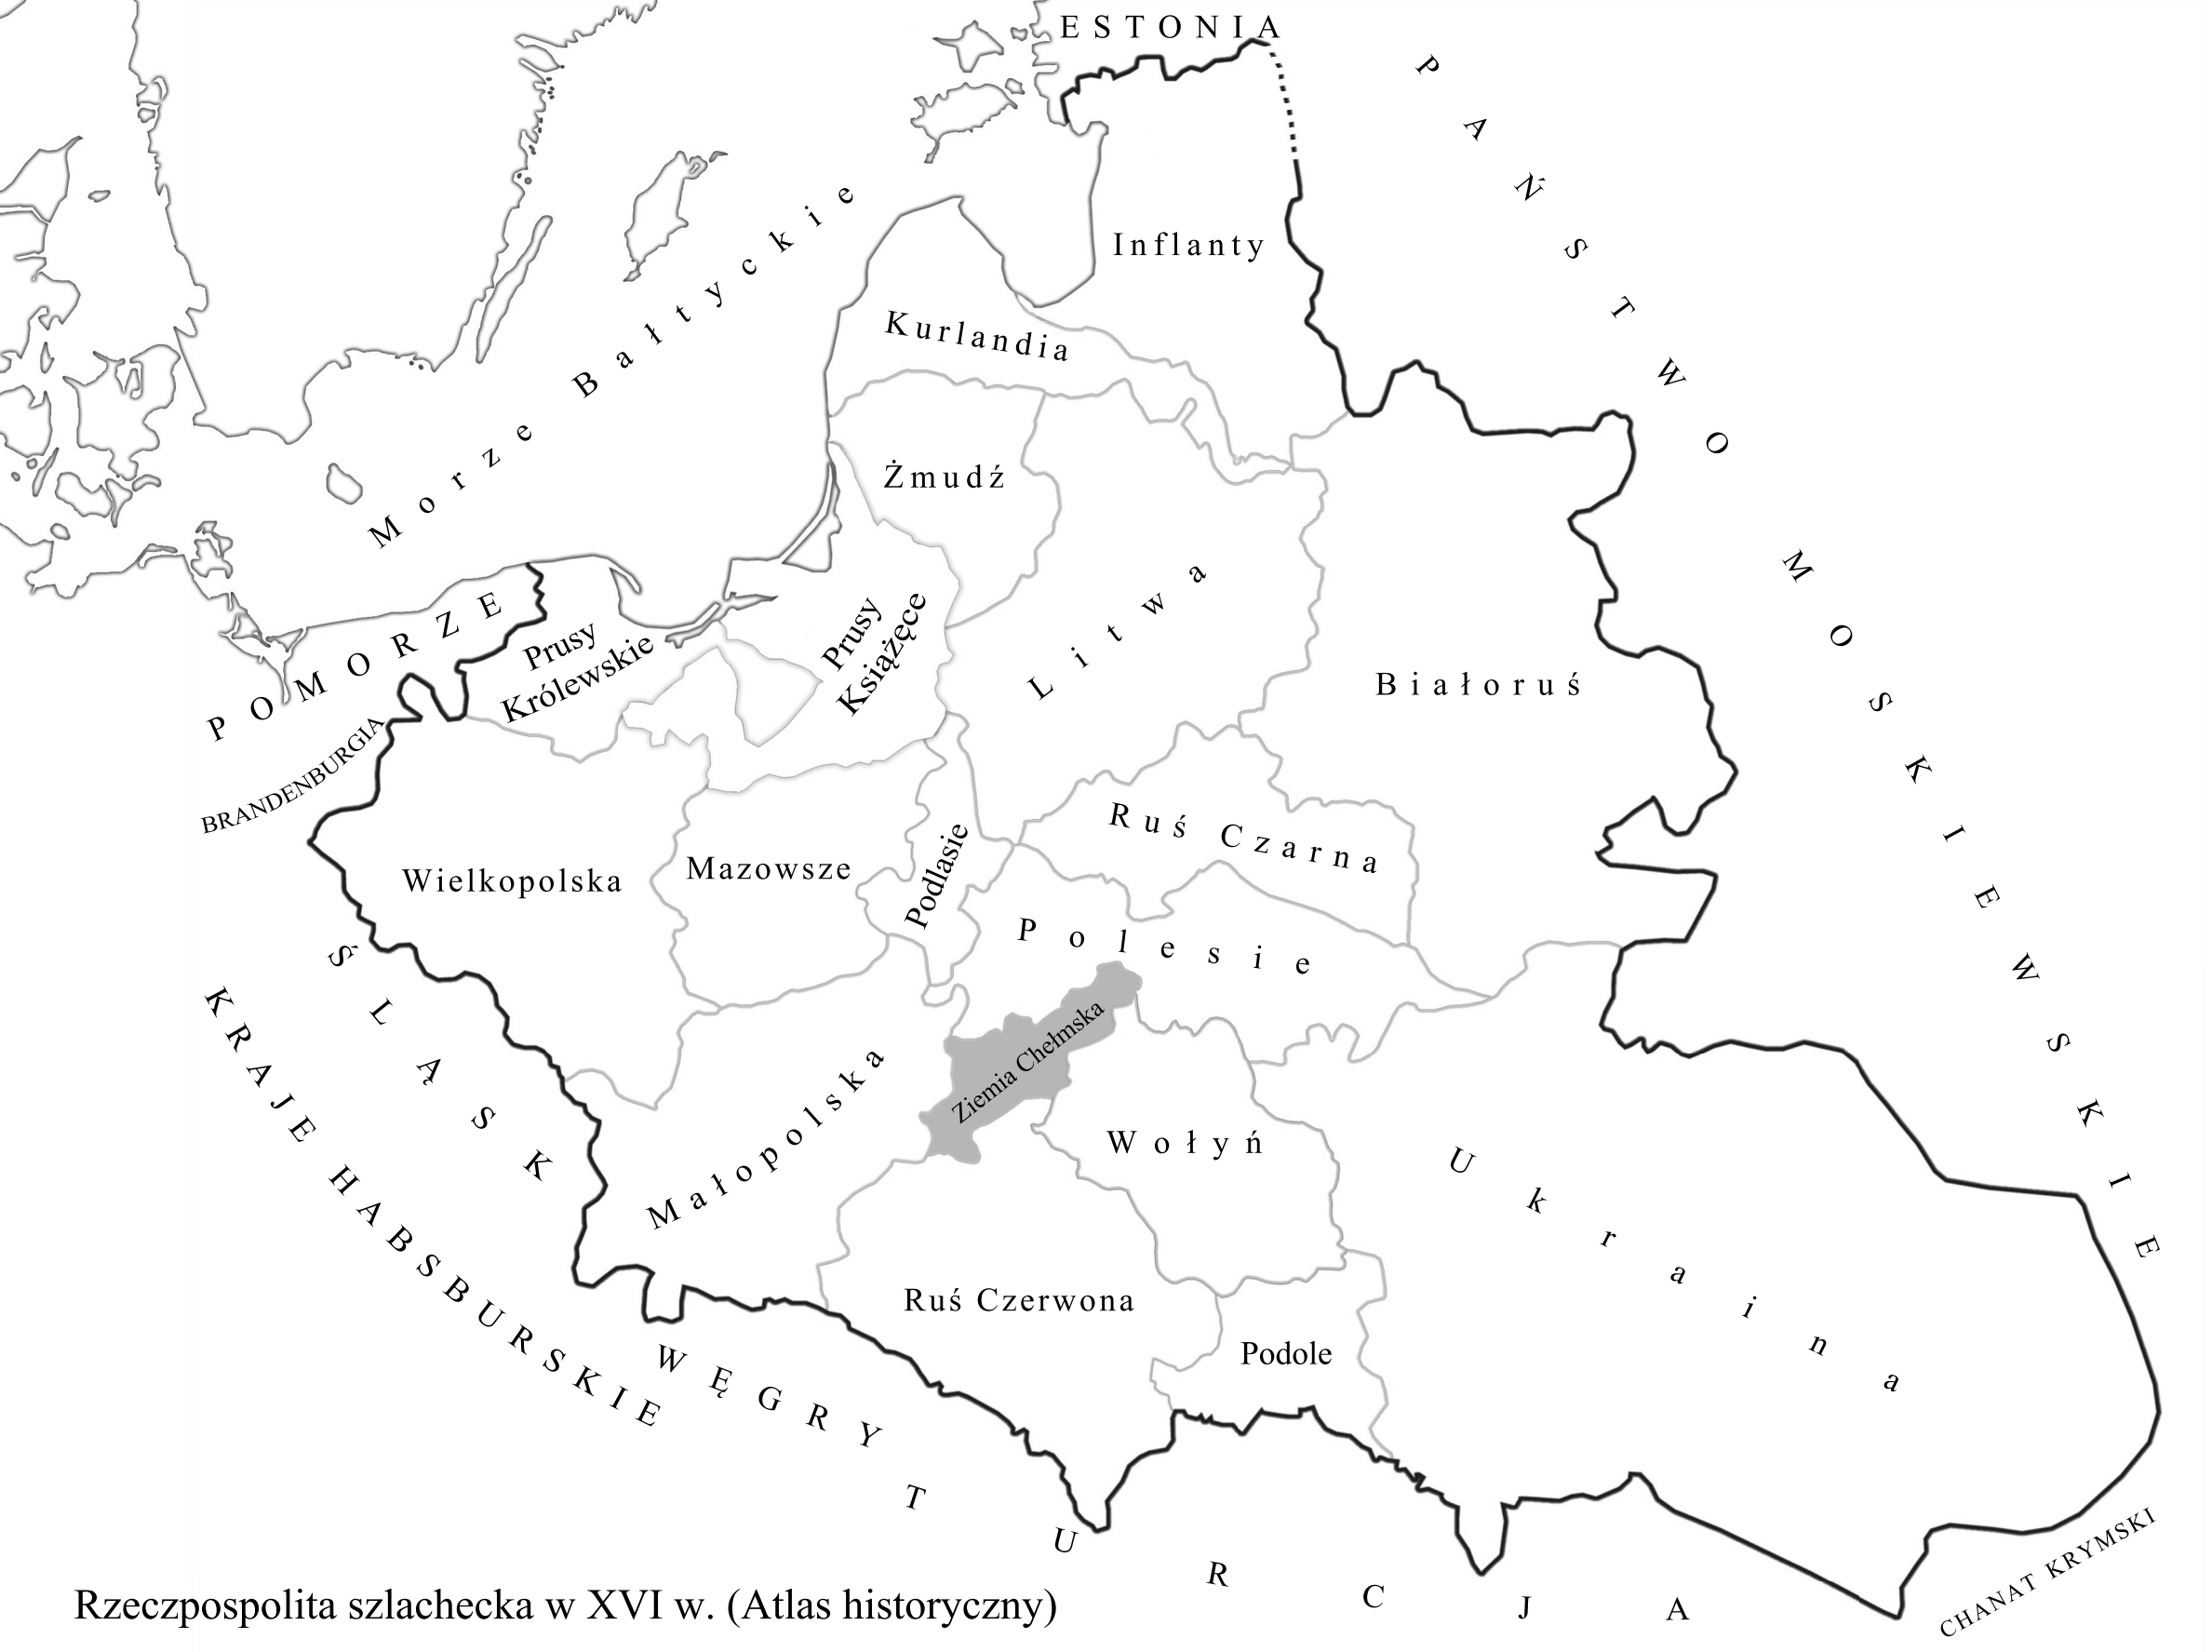 ESTONIA
PAŃSTWO MOSKIEWSKIE
Morze Bałtyckie
Inflanty
Kurlandia
Żmudź
Litwa
Białoruś
POMORZE
Prusy
Królewskie
Prusy
Książęce
BRANDENBURGIA
Wielkopolska
Mazowsze
Podlasie
Ruś Czarna
Polesie
ŚLĄSK
KRAJE HABSBURSKIE
Małopolska
Ziemia Chełmska
Wołyń
Ukraina
Ruś Czerwona
Podole
WĘGRY
TURCJA
CHANAT KRYMSKI
Rzeczpospolita szlachecka w XVI w. (Atlas historyczny)